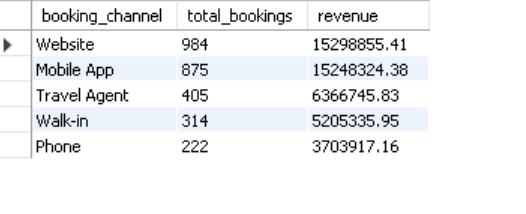 booking_channel total_bookings revenue
Website 984 15298855.41
Mobile App 875 15248324.38
Travel Agent 405 6366745.83
Walk-in 314 5205335.95
Phone 222 3703917.16